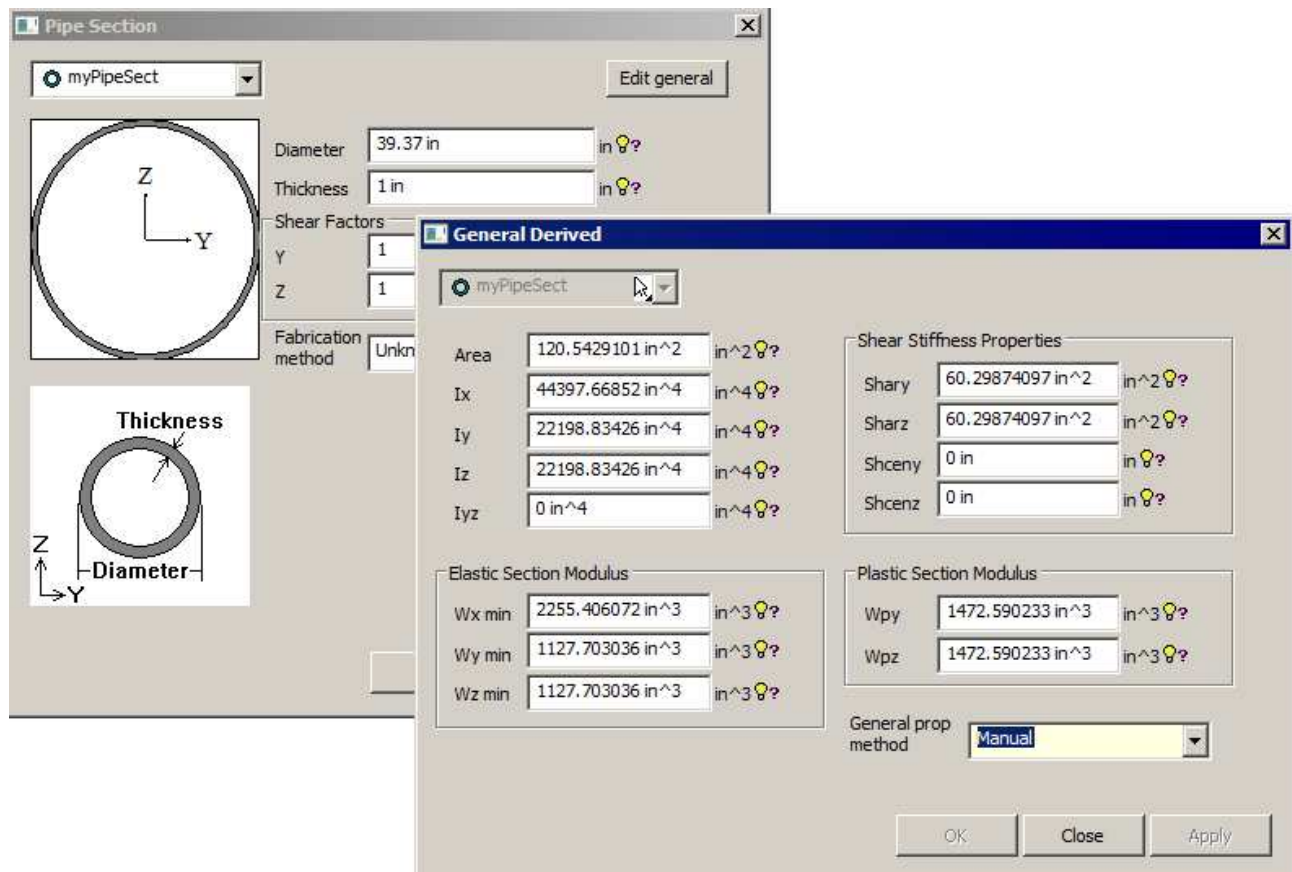 Pipe Section
myPipeSect
Edit general
Z
Y
Diameter 39.37 in in ?
Thickness 1 in in ?
Shear Factors
Y 1
Z 1
Fabrication method Unkn
Thickness
Diameter
Z
Y
General Derived
myPipeSect
Area 120.5429101 in^2 in^2 ?
Ix 44397.66852 in^4 in^4 ?
Iy 22198.83426 in^4 in^4 ?
Iz 22198.83426 in^4 in^4 ?
Iyz 0 in^4 in^4 ?
Shear Stiffness Properties
Shary 60.29874097 in^2 in^2 ?
Sharz 60.29874097 in^2 in^2 ?
Shceny 0 in in ?
Shcenz 0 in in ?
Elastic Section Modulus
Wx min 2255.406072 in^3 in^3 ?
Wy min 1127.703036 in^3 in^3 ?
Wz min 1127.703036 in^3 in^3 ?
Plastic Section Modulus
Wpy 1472.590233 in^3 in^3 ?
Wpz 1472.590233 in^3 in^3 ?
General prop method Manual
OK Close Apply